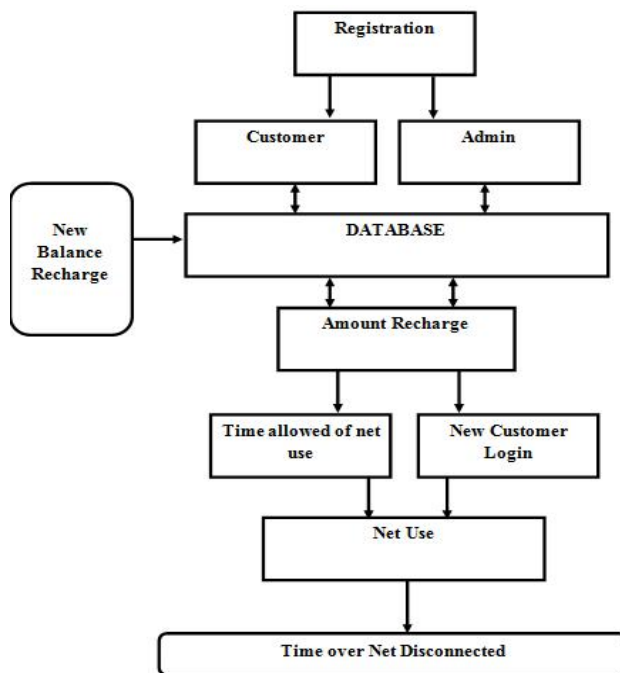 Registration
Customer
Admin
New
Balance
Recharge
DATABASE
Amount Recharge
Time allowed of net
use
New Customer
Login
Net Use
Time over Net Disconnected